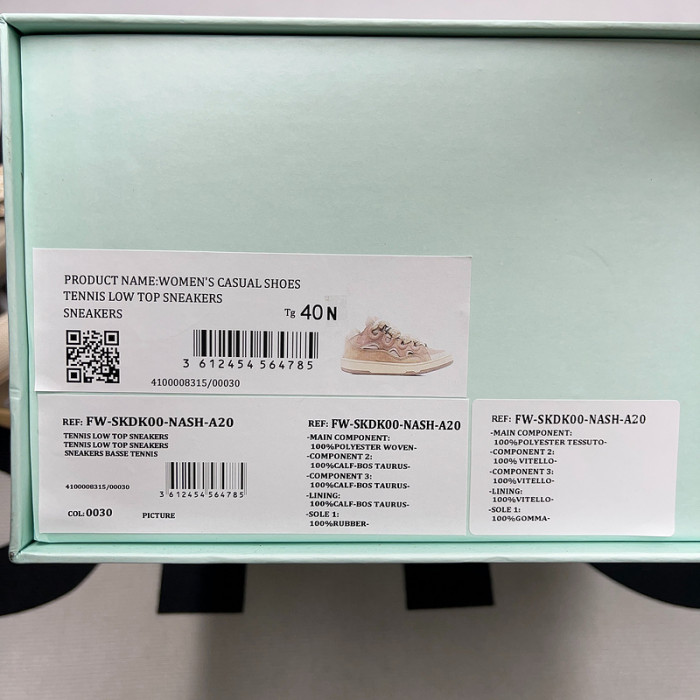 PRODUCT NAME:WOMEN'S CASUAL SHOES
TENNIS LOW TOP SNEAKERS
SNEAKERS
Tg 40 N
3 612454 564785
4100008315/00030
REF: FW-SKDK00-NASH-A20
TENNIS LOW TOP SNEAKERS
TENNIS LOW TOP SNEAKERS
SNEAKERS BASSE TENNIS
4100008315/00030
3 612454 564785
COL: 0030
PICTURE
REF: FW-SKDK00-NASH-A20
-MAIN COMPONENT:
100%POLYESTER WOVEN-
-COMPONENT 2:
100%CALF-BOS TAURUS-
-COMPONENT 3:
100%CALF-BOS TAURUS-
-LINING:
100%CALF-BOS TAURUS-
-SOLE 1:
100%RUBBER-
REF: FW-SKDK00-NASH-A20
-MAIN COMPONENT:
100%POLYESTER TESSUTO-
-COMPONENT 2:
100% VITELLO-
-COMPONENT 3:
100%VITELLO-
-LINING:
100%VITELLO-
-SOLE 1:
100%GOMMA-